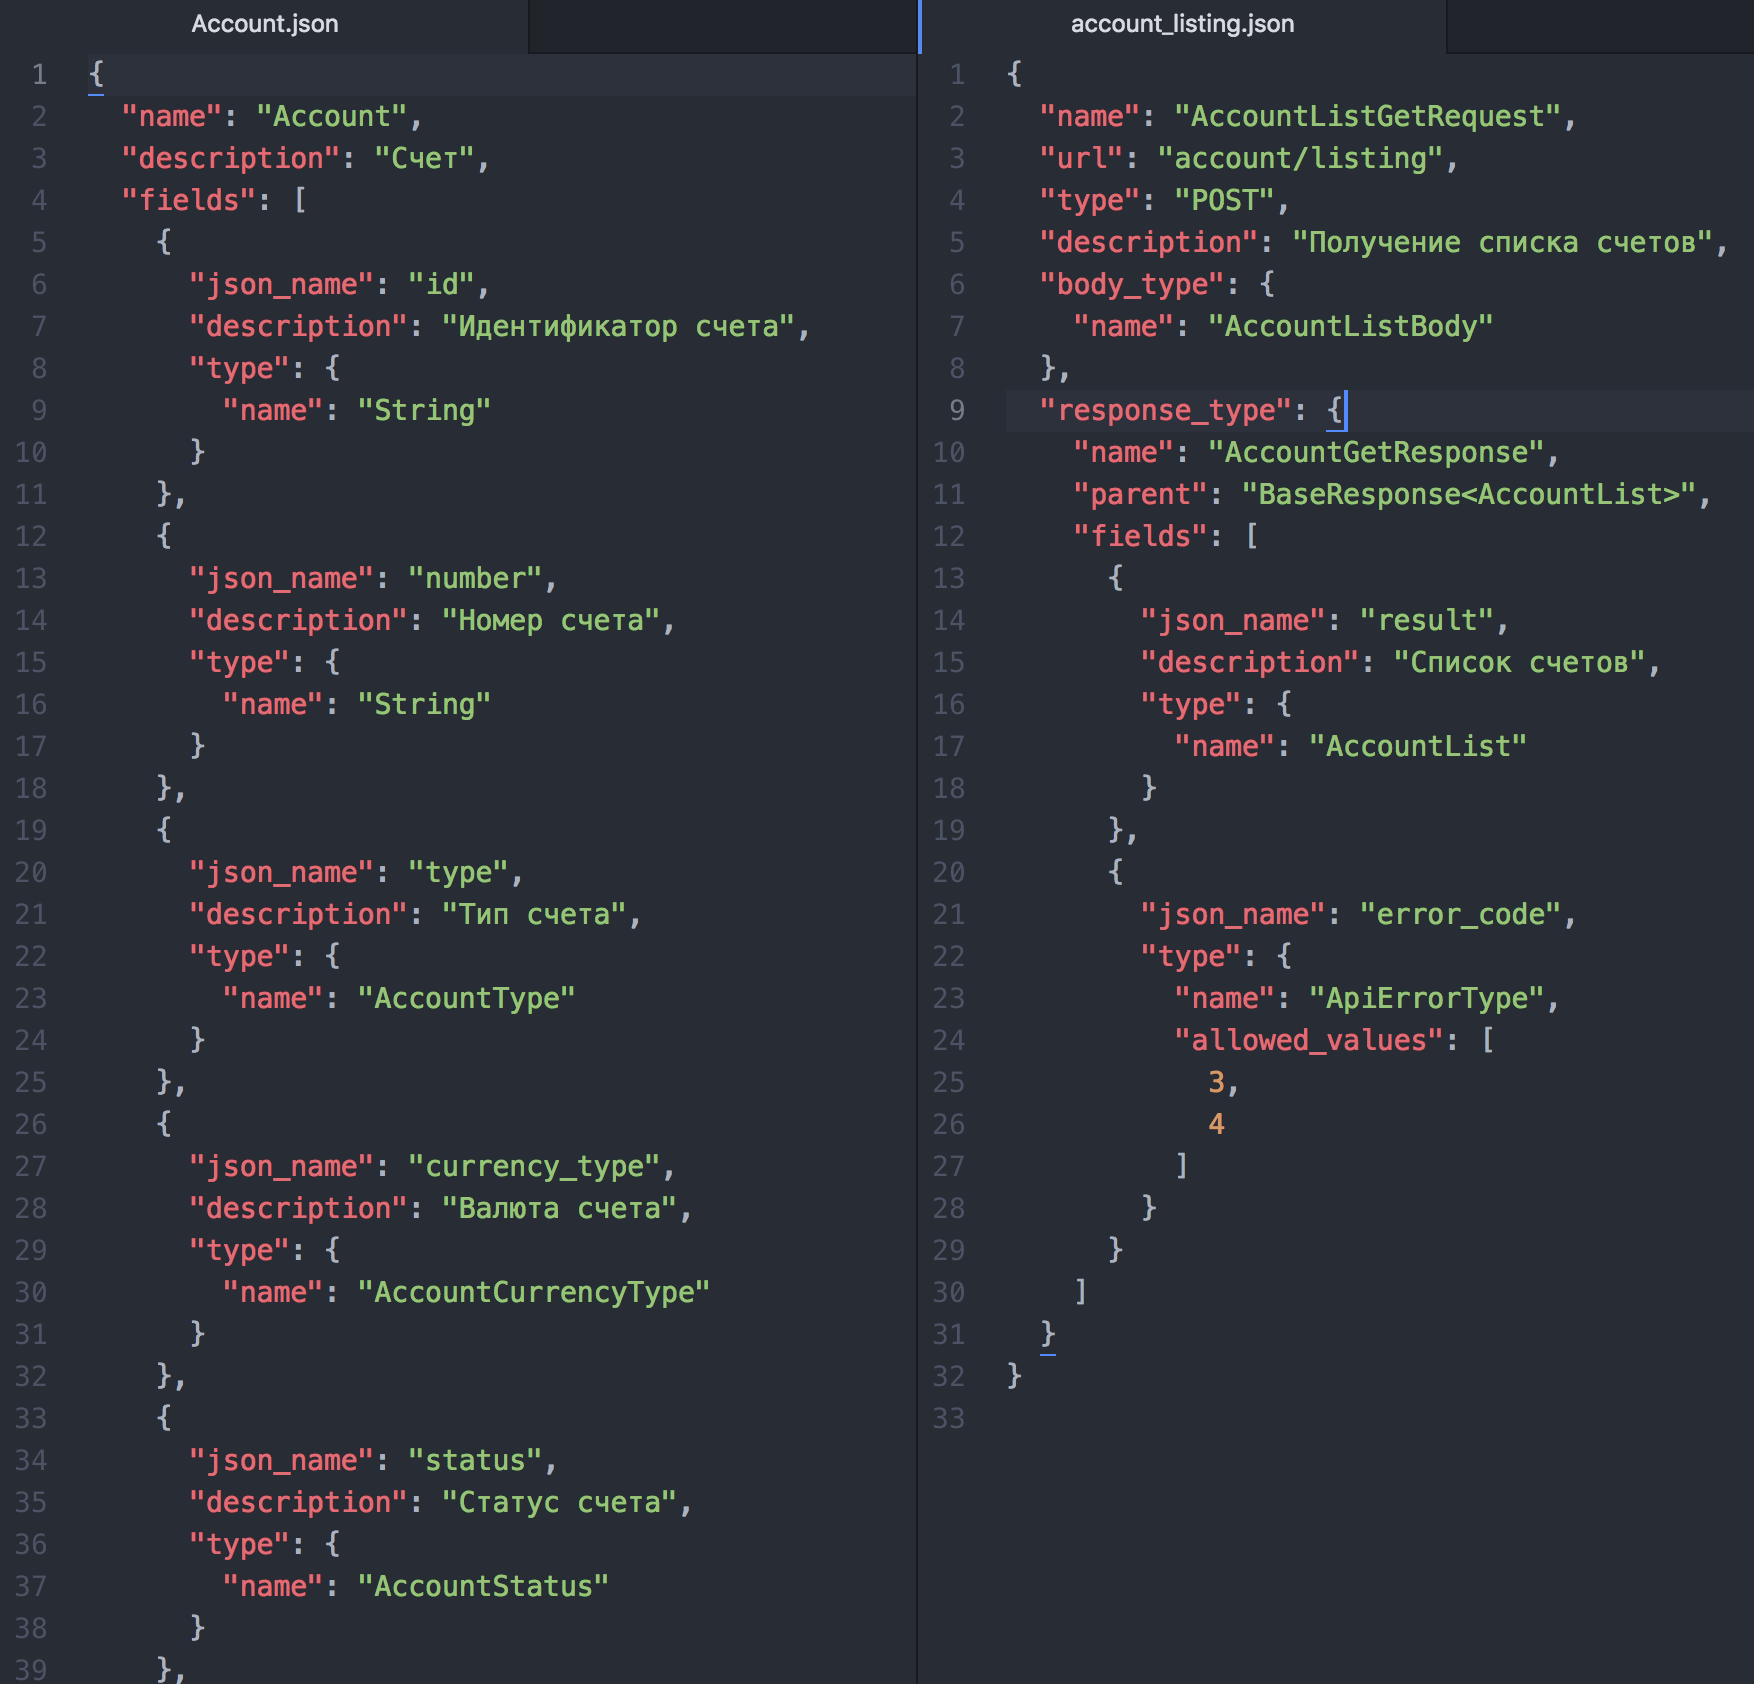 Account.json
1 {
2   "name": "Account",
3   "description": "Счет",
4   "fields": [
5     {
6       "json_name": "id",
7       "description": "Идентификатор счета",
8       "type": {
9         "name": "String"
10       }
11     },
12     {
13       "json_name": "number",
14       "description": "Номер счета",
15       "type": {
16         "name": "String"
17       }
18     },
19     {
20       "json_name": "type",
21       "description": "Тип счета",
22       "type": {
23         "name": "AccountType"
24       }
25     },
26     {
27       "json_name": "currency_type",
28       "description": "Валюта счета",
29       "type": {
30         "name": "AccountCurrencyType"
31       }
32     },
33     {
34       "json_name": "status",
35       "description": "Статус счета",
36       "type": {
37         "name": "AccountStatus"
38       }
39     },
account_listing.json
1 {
2   "name": "AccountListGetRequest",
3   "url": "account/listing",
4   "type": "POST",
5   "description": "Получение списка счетов",
6   "body_type": {
7     "name": "AccountListBody"
8   },
9   "response_type": {
10     "name": "AccountGetResponse",
11     "parent": "BaseResponse<AccountList>",
12     "fields": [
13       {
14         "json_name": "result",
15         "description": "Список счетов",
16         "type": {
17           "name": "AccountList"
18         }
19       },
20       {
21         "json_name": "error_code",
22         "type": {
23           "name": "ApiErrorType",
24           "allowed_values": [
25             3,
26             4
27           ]
28         }
29       }
30     ]
31   }
32 }
33